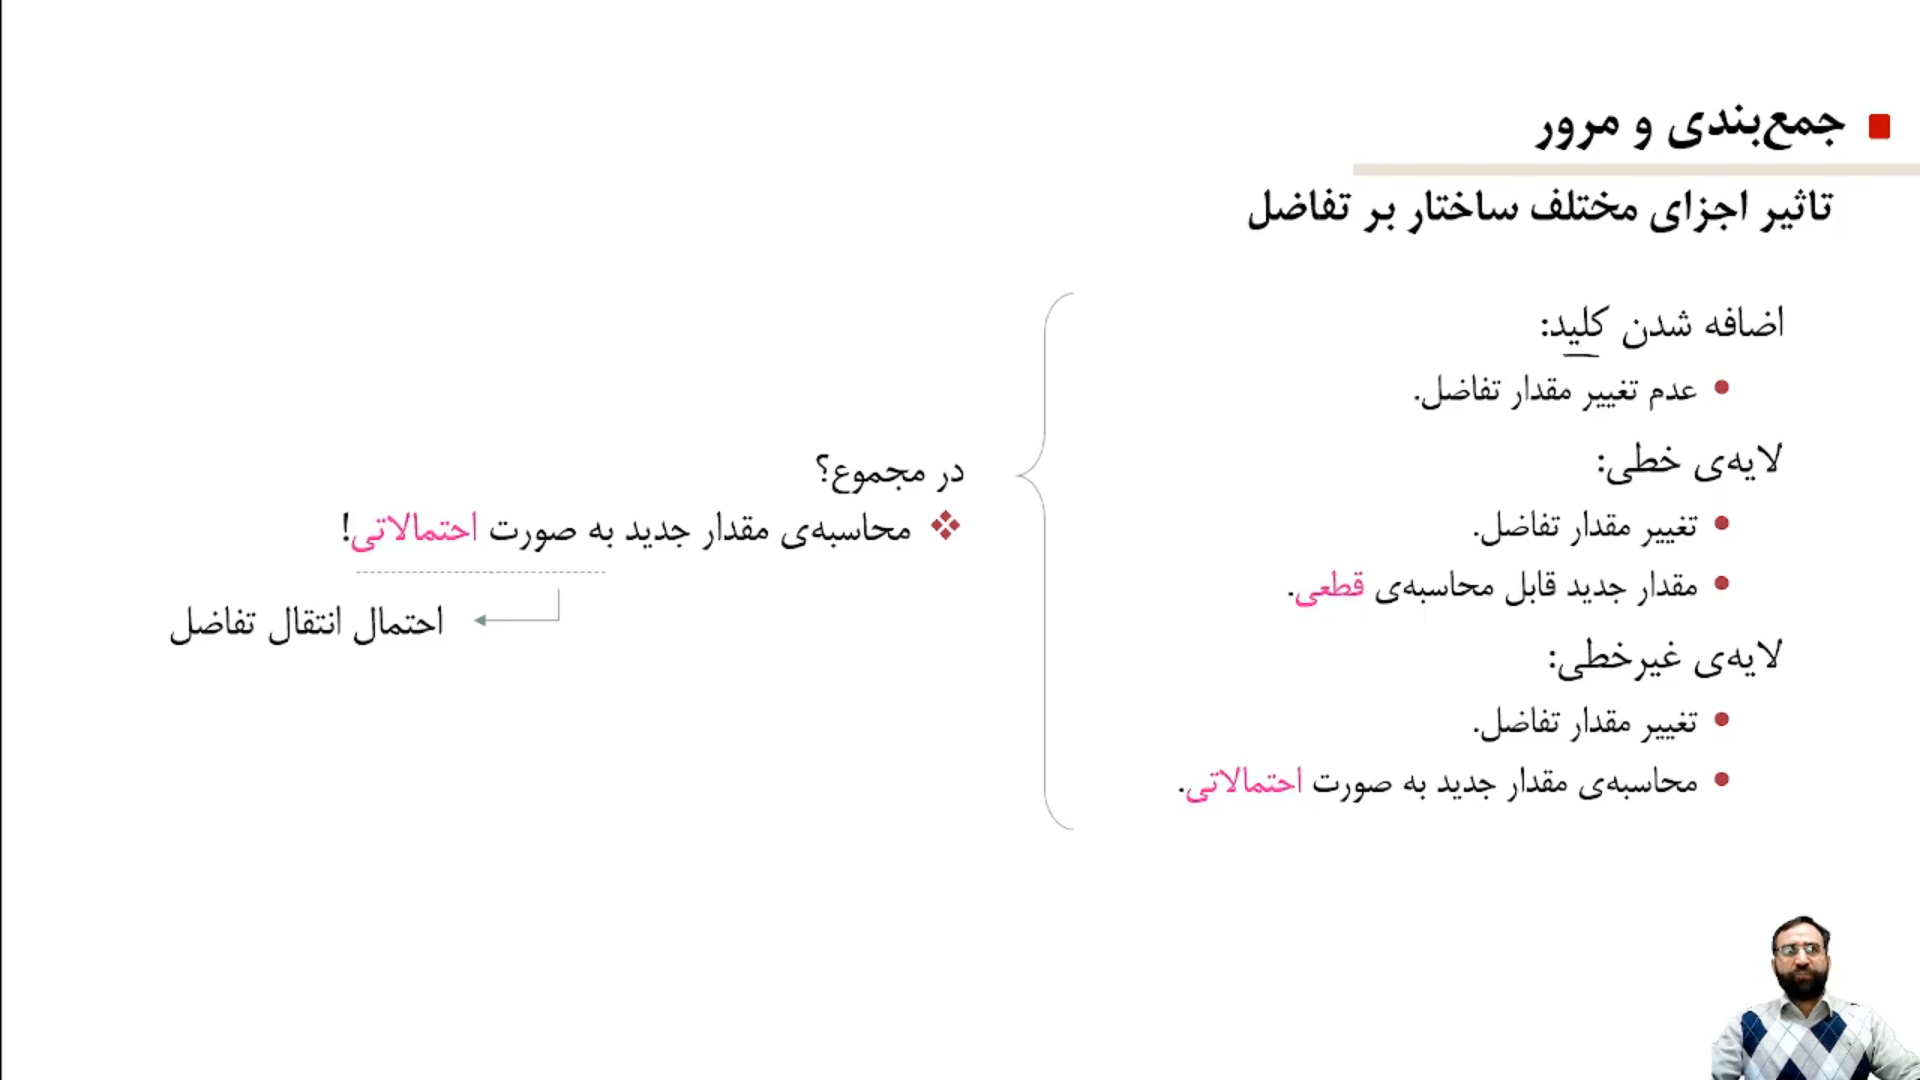 جمع‌بندی و مرور
تاثیر اجزای مختلف ساختار بر تفاضل
اضافه شدن کلید:
عدم تغییر مقدار تفاضل.
لایه‌ی خطی:
تغییر مقدار تفاضل.
مقدار جدید قابل محاسبه‌ی قطعی.
لایه‌ی غیرخطی:
تغییر مقدار تفاضل.
محاسبه‌ی مقدار جدید به صورت احتمالاتی.
در مجموع؟
محاسبه‌ی مقدار جدید به صورت احتمالاتی!
احتمال انتقال تفاضل